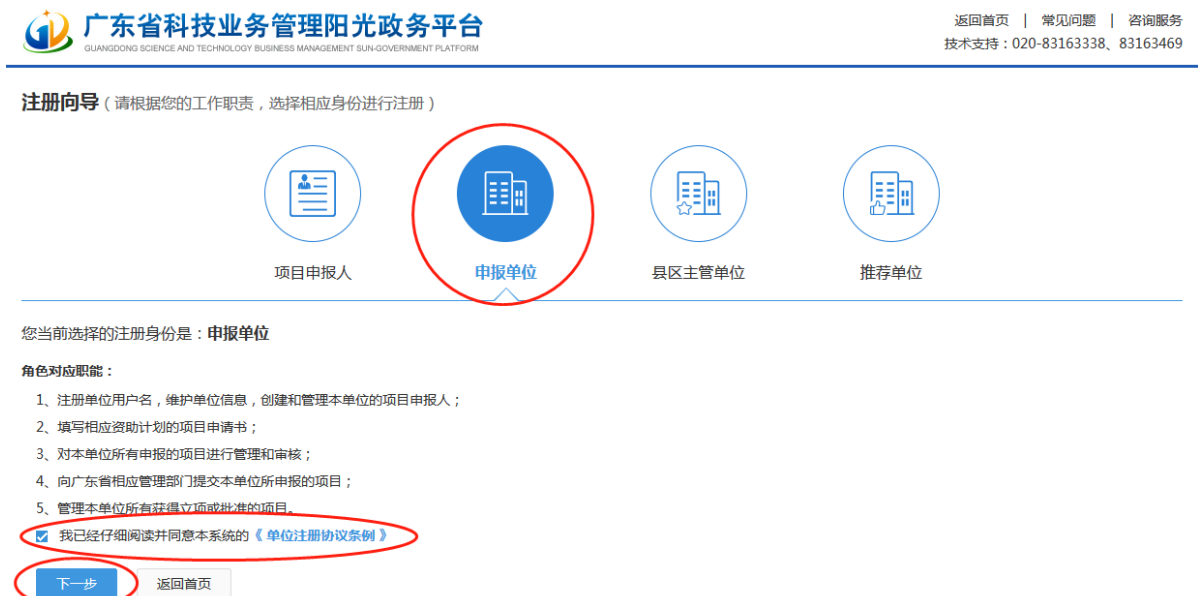 广东省科技业务管理阳光政务平台
GUANGDONG SCIENCE AND TECHNOLOGY BUSINESS MANAGEMENT SUN-GOVERNMENT PLATFORM
返回首页 | 常见问题 | 咨询服务
技术支持：020-83163338、83163469
注册向导（请根据您的工作职责，选择相应身份进行注册）
项目申报人 申报单位 县区主管单位 推荐单位
您当前选择的注册身份是：申报单位
角色对应职能：
1、注册单位用户名，维护单位信息，创建和管理本单位的项目申报人；
2、填写相应资助计划的项目申请书；
3、对本单位所有申报的项目进行管理和审核；
4、向广东省相应管理部门提交本单位所申报的项目；
5、管理本单位所有获得立项或批准的项目。
我已经仔细阅读并同意本系统的《 单位注册协议条例 》
下一步 返回首页